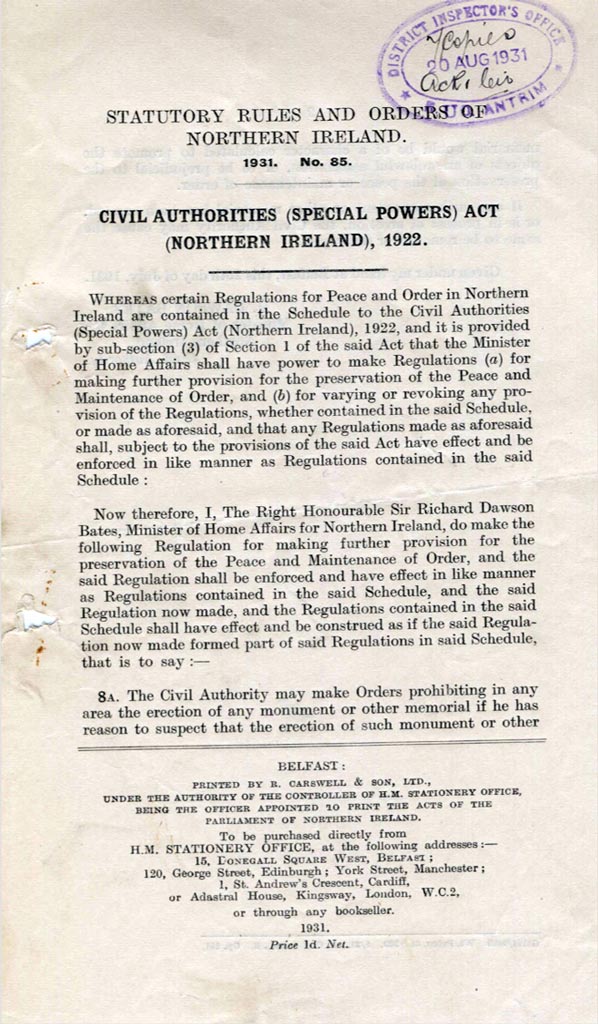 DISTRICT INSPECTOR'S OFFICE
7 Copies
20 AUG 1931
ANTRIM
STATUTORY RULES AND ORDERS OF
NORTHERN IRELAND.
1931. No. 85.
CIVIL AUTHORITIES (SPECIAL POWERS) ACT
(NORTHERN IRELAND), 1922.
WHEREAS certain Regulations for Peace and Order in Northern
Ireland are contained in the Schedule to the Civil Authorities
(Special Powers) Act (Northern Ireland), 1922, and it is provided
by sub-section (3) of Section 1 of the said Act that the Minister
of Home Affairs shall have power to make Regulations (a) for
making further provision for the preservation of the Peace and
Maintenance of Order, and (b) for varying or revoking any pro-
vision of the Regulations, whether contained in the said Schedule,
or made as aforesaid, and that any Regulations made as aforesaid
shall, subject to the provisions of the said Act have effect and be
enforced in like manner as Regulations contained in the said
Schedule :
Now therefore, I, The Right Honourable Sir Richard Dawson
Bates, Minister of Home Affairs for Northern Ireland, do make the
following Regulation for making further provision for the
preservation of the Peace and Maintenance of Order, and the
said Regulation shall be enforced and have effect in like manner
as Regulations contained in the said Schedule, and the said
Regulation now made, and the Regulations contained in the said
Schedule shall have effect and be construed as if the said Regula-
tion now made formed part of said Regulations in said Schedule,
that is to say :—
8A. The Civil Authority may make Orders prohibiting in any
area the erection of any monument or other memorial if he has
reason to suspect that the erection of such monument or other
BELFAST :
PRINTED BY R. CARSWELL & SON, LTD.,
UNDER THE AUTHORITY OF THE CONTROLLER OF H.M. STATIONERY OFFICE,
BEING THE OFFICER APPOINTED TO PRINT THE ACTS OF THE
PARLIAMENT OF NORTHERN IRELAND.
To be purchased directly from
H.M. STATIONERY OFFICE, at the following addresses :—
15, DONEGALL SQUARE WEST, BELFAST ;
120, George Street, Edinburgh ; York Street, Manchester ;
1, St. Andrew's Crescent, Cardiff,
or Adastral House, Kingsway, London, W.C.2,
or through any bookseller.
1931.
Price 1d. Net.